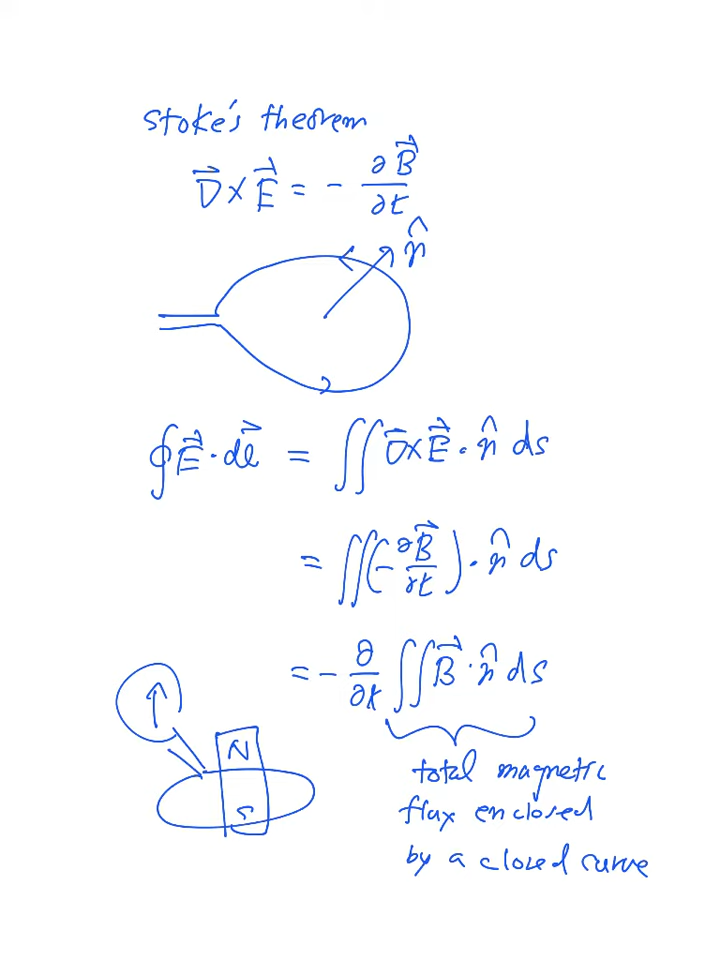 Stoke's theorem
∇⃗ × E⃗ = - ∂B⃗/∂t
n̂
∮ E⃗ · dl⃗ = ∬ ∇⃗ × E⃗ · n̂ ds
= ∬ (- ∂B⃗/∂t) · n̂ ds
= - ∂/∂t ∬ B⃗ · n̂ ds
N
S
total magnetic
flux enclosed
by a closed curve